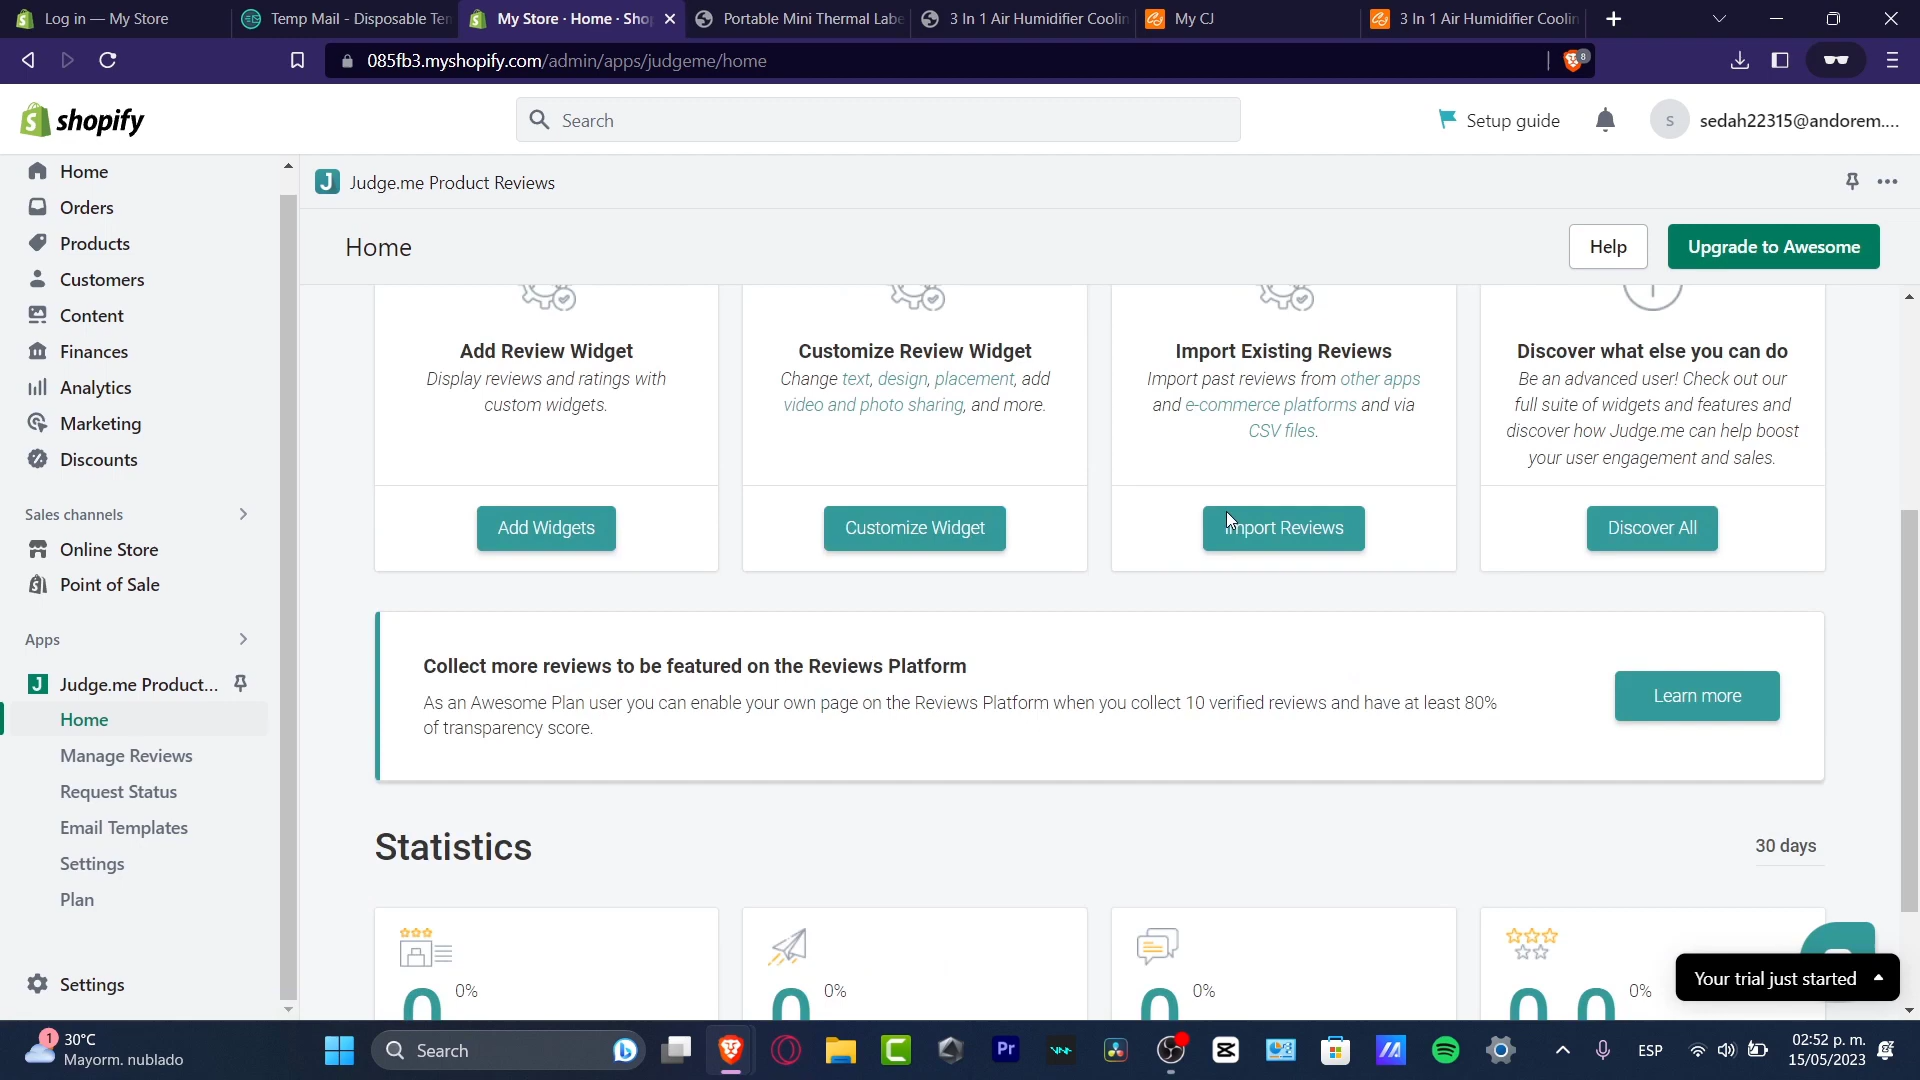 Log in — My Store
Temp Mail - Disposable Ten
My Store · Home · Sho
Portable Mini Thermal Labe
3 In 1 Air Humidifier Coolin
My CJ
3 In 1 Air Humidifier Coolin
085fb3.myshopify.com/admin/apps/judgeme/home
8
shopify
Search
Setup guide
s
sedah22315@andorem....
Home
Orders
Products
Customers
Content
Finances
Analytics
Marketing
Discounts
Sales channels
Online Store
Point of Sale
Apps
J Judge.me Product...
Home
Manage Reviews
Request Status
Email Templates
Settings
Plan
Settings
J Judge.me Product Reviews
Home
Help
Upgrade to Awesome
Add Review Widget
Display reviews and ratings with
custom widgets.
Add Widgets
Customize Review Widget
Change text, design, placement, add
video and photo sharing, and more.
Customize Widget
Import Existing Reviews
Import past reviews from other apps
and e-commerce platforms and via
CSV files.
Import Reviews
Discover what else you can do
Be an advanced user! Check out our
full suite of widgets and features and
discover how Judge.me can help boost
your user engagement and sales.
Discover All
Collect more reviews to be featured on the Reviews Platform
As an Awesome Plan user you can enable your own page on the Reviews Platform when you collect 10 verified reviews and have at least 80%
of transparency score.
Learn more
Statistics
30 days
0 0%
0 0%
0 0%
0.0 0%
Your trial just started
1
30°C
Mayorm. nublado
Search
Pr
ESP
02:52 p. m.
15/05/2023